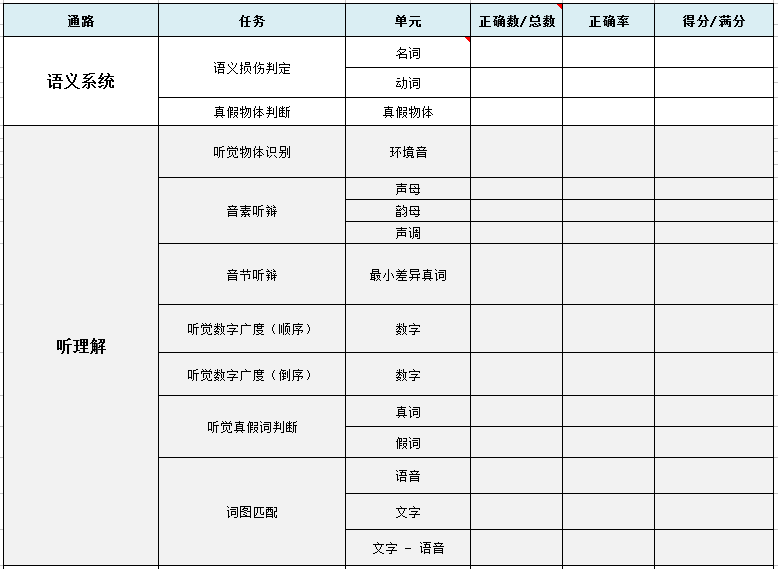 通路 任务 单元 正确数/总数 正确率 得分/满分
语义系统 语义损伤判定 名词
动词
真假物体判断 真假物体
听理解 听觉物体识别 环境音
音素听辩 声母
韵母
声调
音节听辩 最小差异真词
听觉数字广度（顺序） 数字
听觉数字广度（倒序） 数字
听觉真假词判断 真词
假词
词图匹配 语音
文字
文字 - 语音